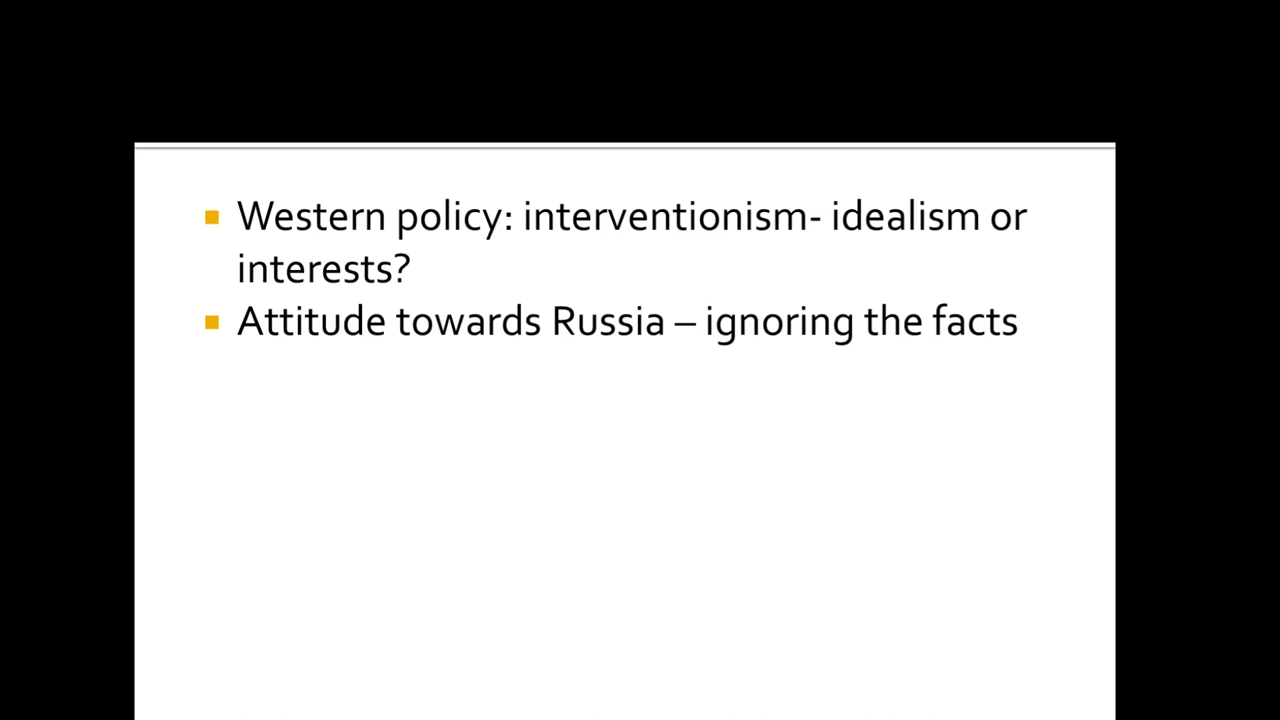 Western policy: interventionism- idealism or
interests?
Attitude towards Russia – ignoring the facts